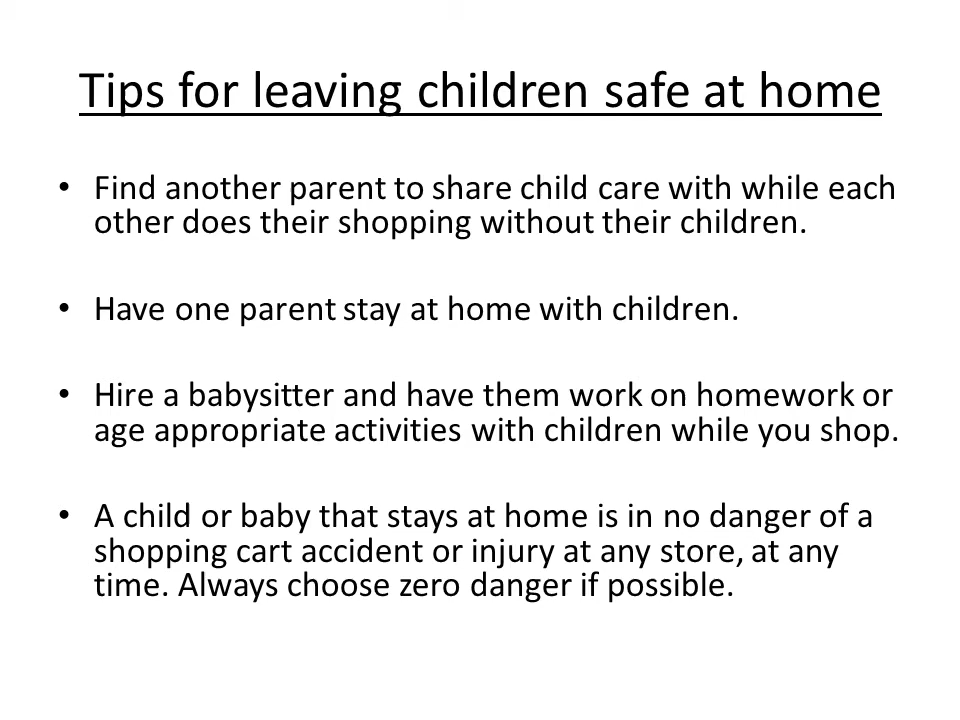 Tips for leaving children safe at home
• Find another parent to share child care with while each
other does their shopping without their children.
• Have one parent stay at home with children.
• Hire a babysitter and have them work on homework or
age appropriate activities with children while you shop.
• A child or baby that stays at home is in no danger of a
shopping cart accident or injury at any store, at any
time. Always choose zero danger if possible.